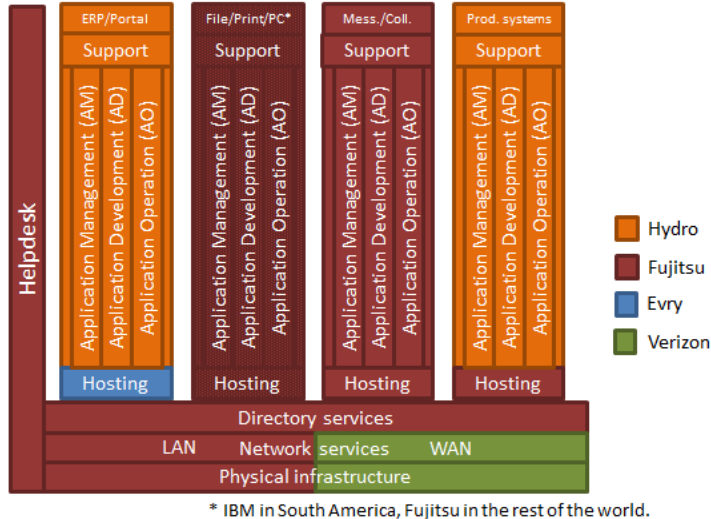 ERP/Portal
Support
Application Management (AM)
Application Development (AD)
Application Operation (AO)
Hosting
File/Print/PC*
Support
Application Management (AM)
Application Development (AD)
Application Operation (AO)
Hosting
Mess./Coll.
Support
Application Management (AM)
Application Development (AD)
Application Operation (AO)
Hosting
Prod. systems
Support
Application Management (AM)
Application Development (AD)
Application Operation (AO)
Hosting
Helpdesk
Directory services
LAN Network services WAN
Physical infrastructure
Hydro
Fujitsu
Evry
Verizon
* IBM in South America, Fujitsu in the rest of the world.